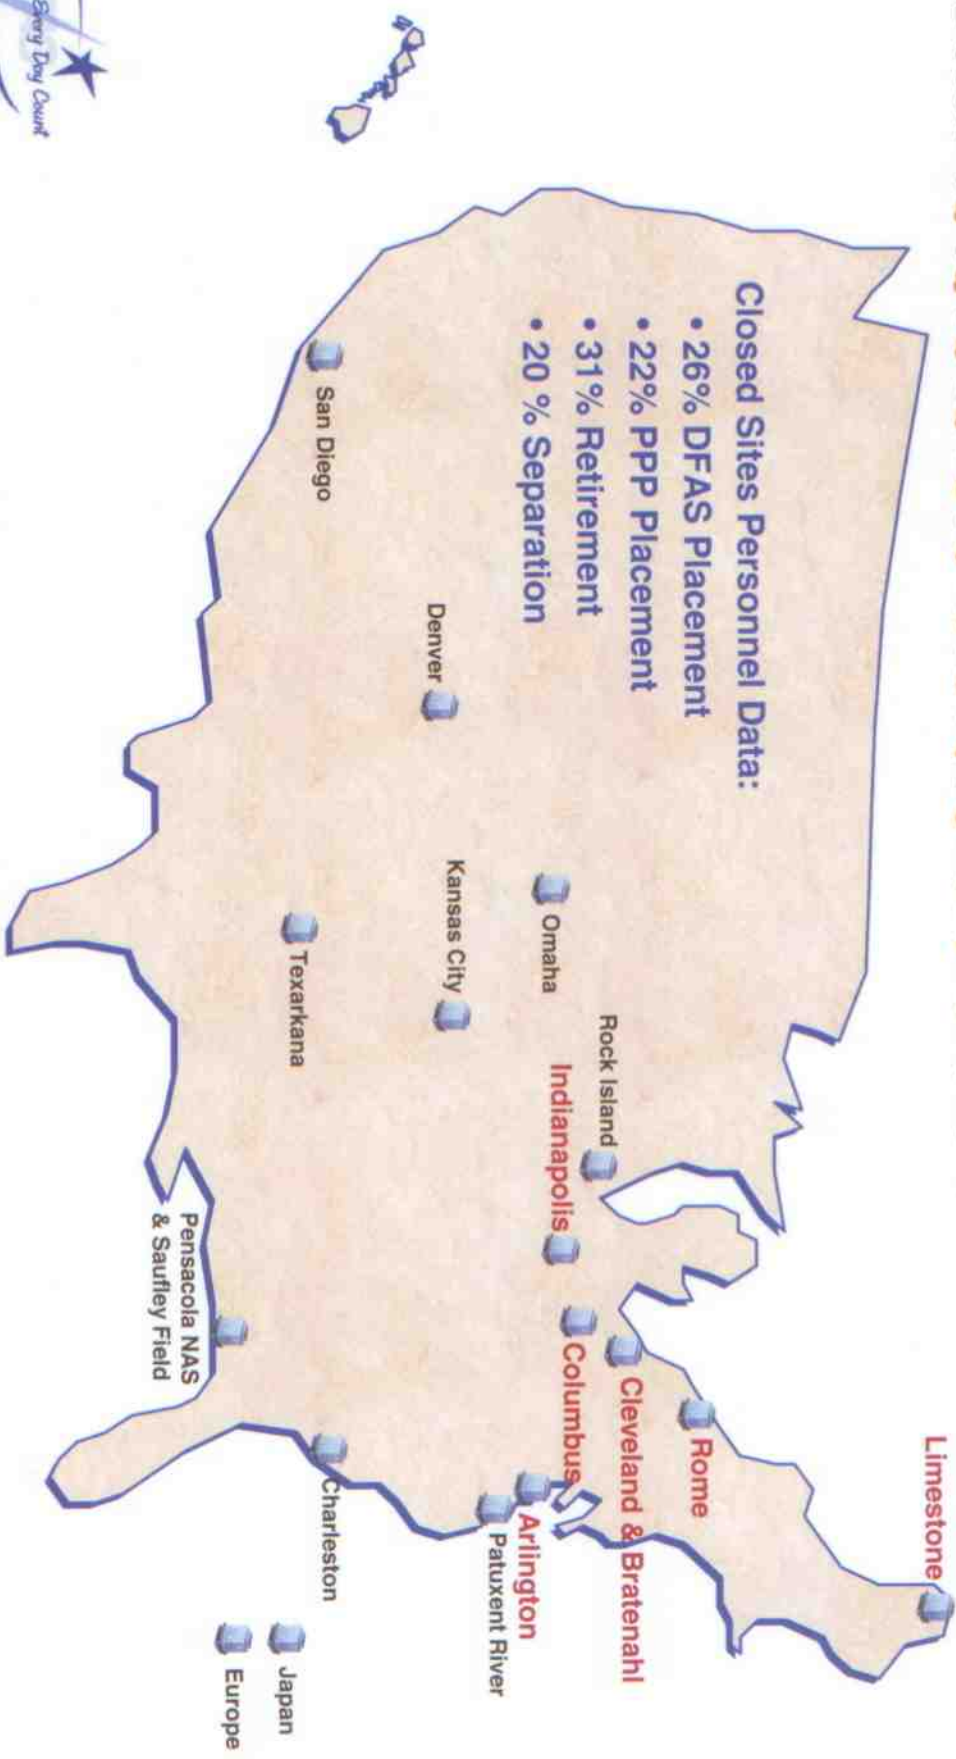 Closed Sites Personnel Data:
• 26% DFAS Placement
• 22% PPP Placement
• 31% Retirement
• 20 % Separation
Limestone
Rome
Cleveland & Bratenahl
Rock Island
Columbus
Indianapolis
Omaha
Arlington
Patuxent River
Kansas City
Denver
San Diego
Charleston
Texarkana
Japan
Europe
Pensacola NAS
& Saufley Field
Every Day Count